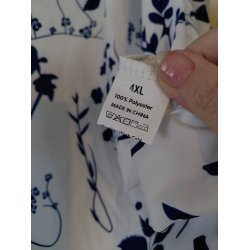 4XL
100% Polyester
MADE IN CHINA